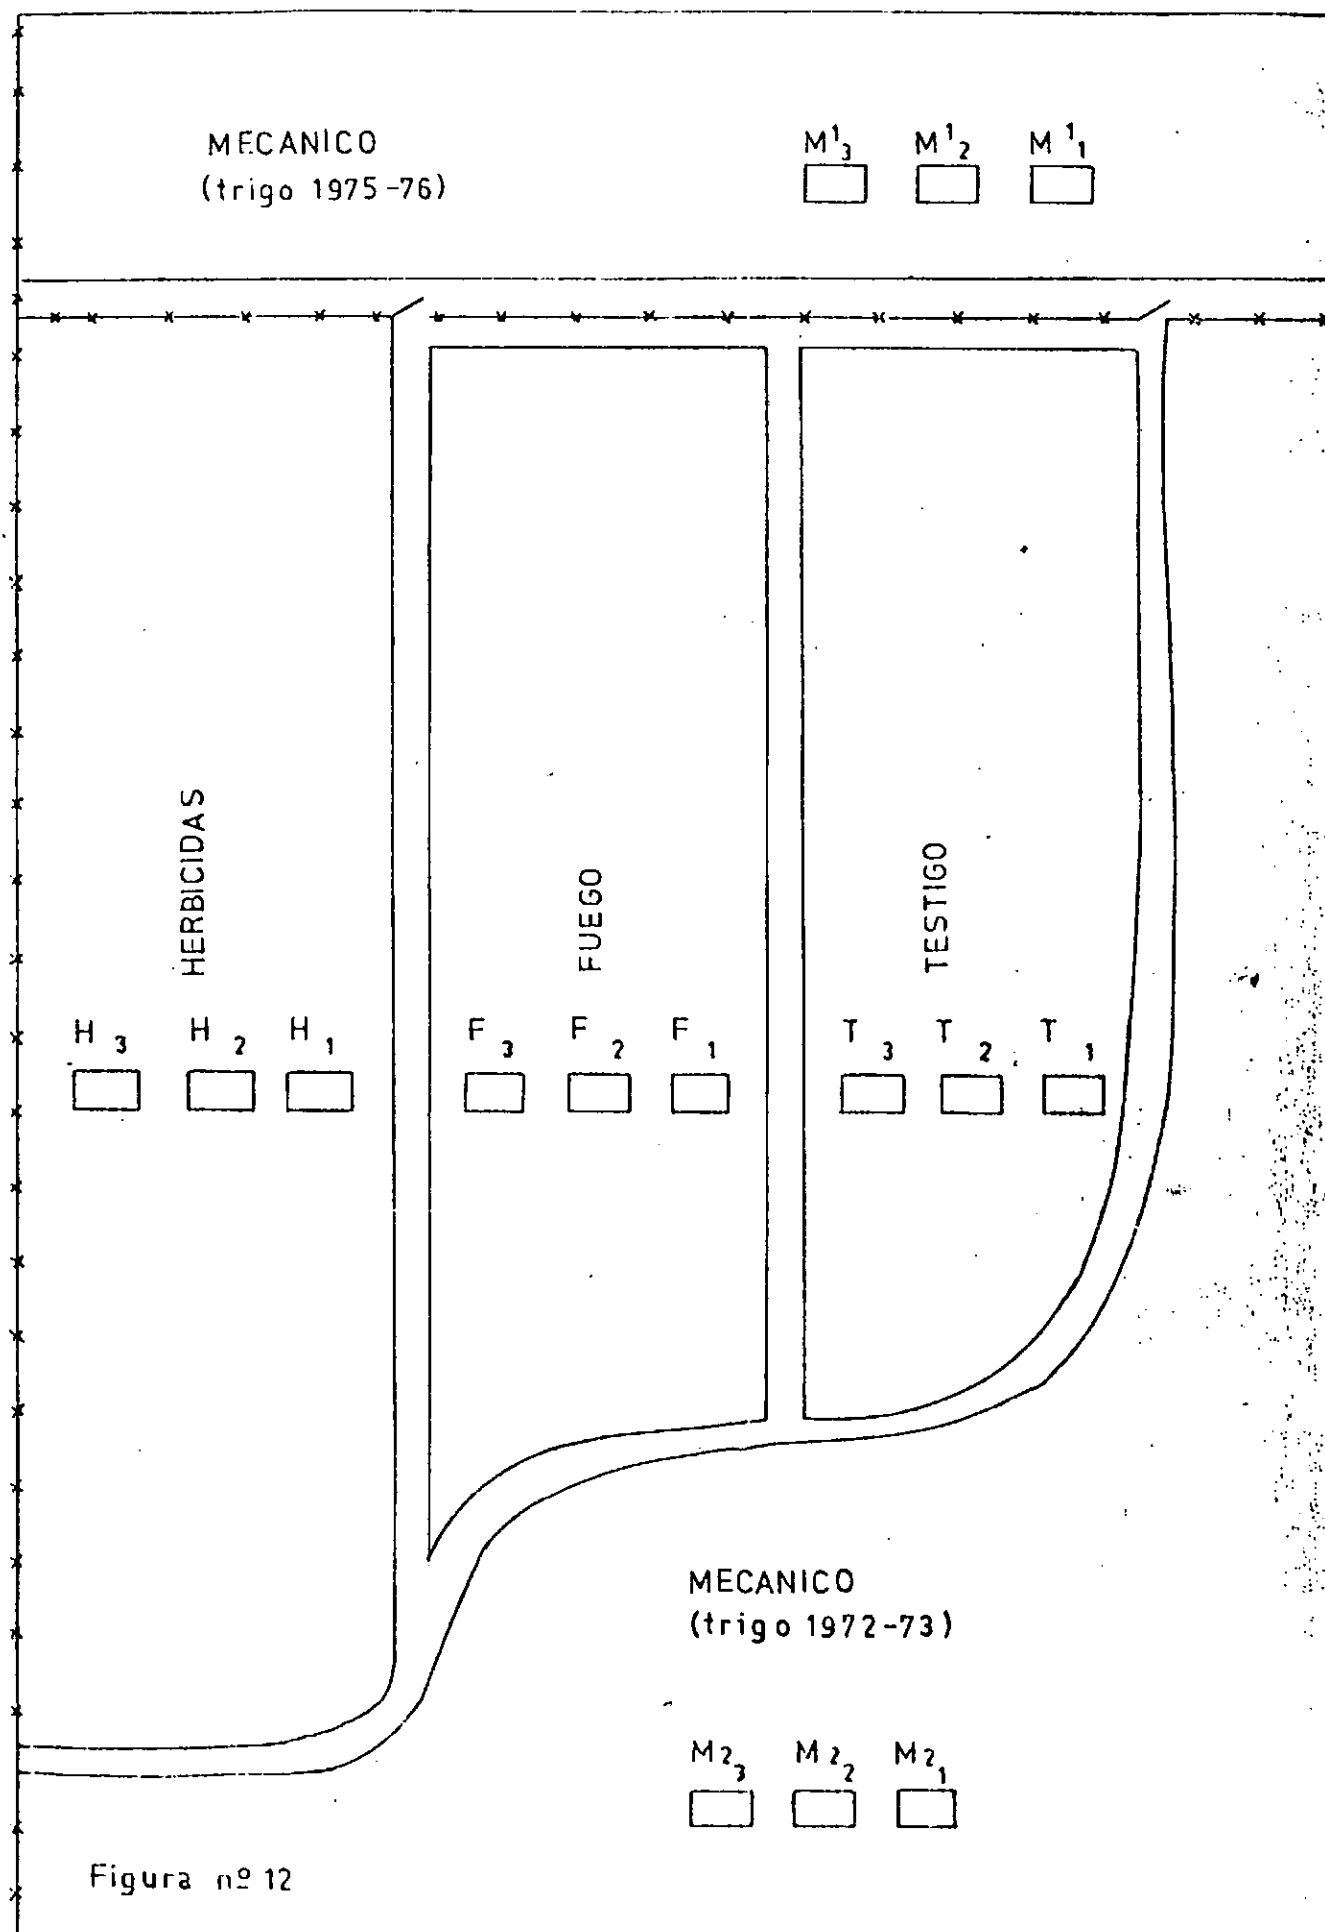 MECANICO
(trigo 1975-76)
M¹₃ M¹₂ M¹₁
HERBICIDAS
FUEGO
TESTIGO
H₃ H₂ H₁ F₃ F₂ F₁ T₃ T₂ T₁
MECANICO
(trigo 1972-73)
M2₃ M2₂ M2₁
Figura nº 12